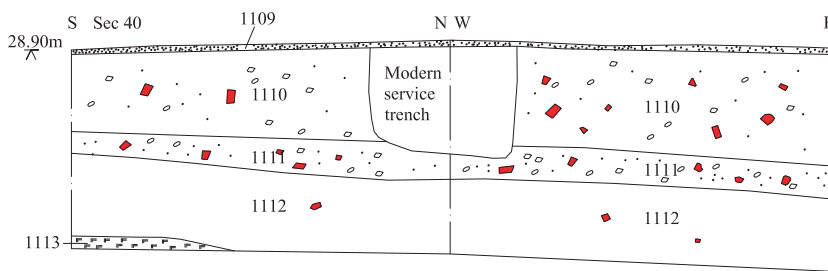 S Sec 40 1109 N W E
28.90m
Modern
service
trench
1110 1110
1111 1111
1112 1112
1113